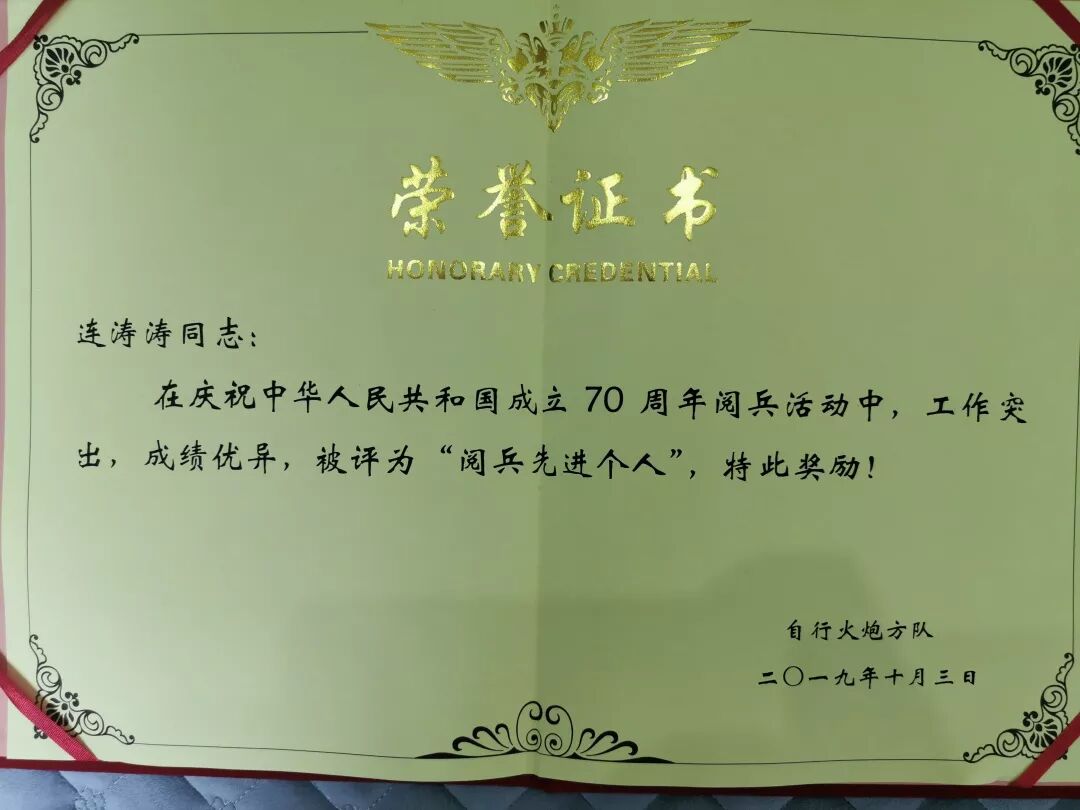 荣誉证书
HONORARY CREDENTIAL
连涛涛同志：
在庆祝中华人民共和国成立 70 周年阅兵活动中，工作突
出，成绩优异，被评为“阅兵先进个人”，特此奖励！
自行火炮方队
二〇一九年十月三日